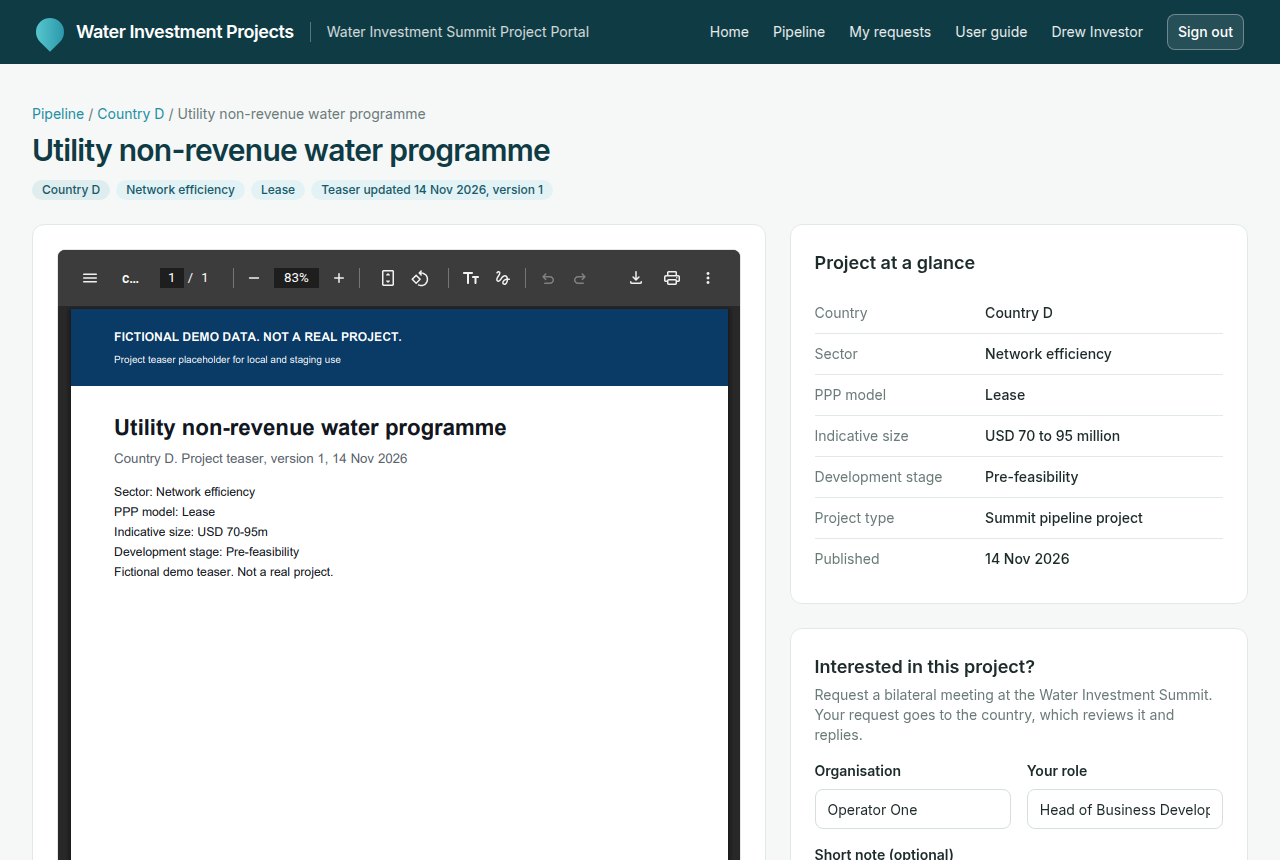 Water Investment Projects
Water Investment Summit Project Portal
Home
Pipeline
My requests
User guide
Drew Investor
Sign out
Pipeline / Country D / Utility non-revenue water programme
Utility non-revenue water programme
Country D
Network efficiency
Lease
Teaser updated 14 Nov 2026, version 1
c...
1 / 1
83%
FICTIONAL DEMO DATA. NOT A REAL PROJECT.
Project teaser placeholder for local and staging use
Utility non-revenue water programme
Country D. Project teaser, version 1, 14 Nov 2026
Sector: Network efficiency
PPP model: Lease
Indicative size: USD 70-95m
Development stage: Pre-feasibility
Fictional demo teaser. Not a real project.
Project at a glance
Country Country D
Sector Network efficiency
PPP model Lease
Indicative size USD 70 to 95 million
Development stage Pre-feasibility
Project type Summit pipeline project
Published 14 Nov 2026
Interested in this project?
Request a bilateral meeting at the Water Investment Summit.
Your request goes to the country, which reviews it and
replies.
Organisation
Your role
Operator One
Head of Business Develop
Short note (optional)